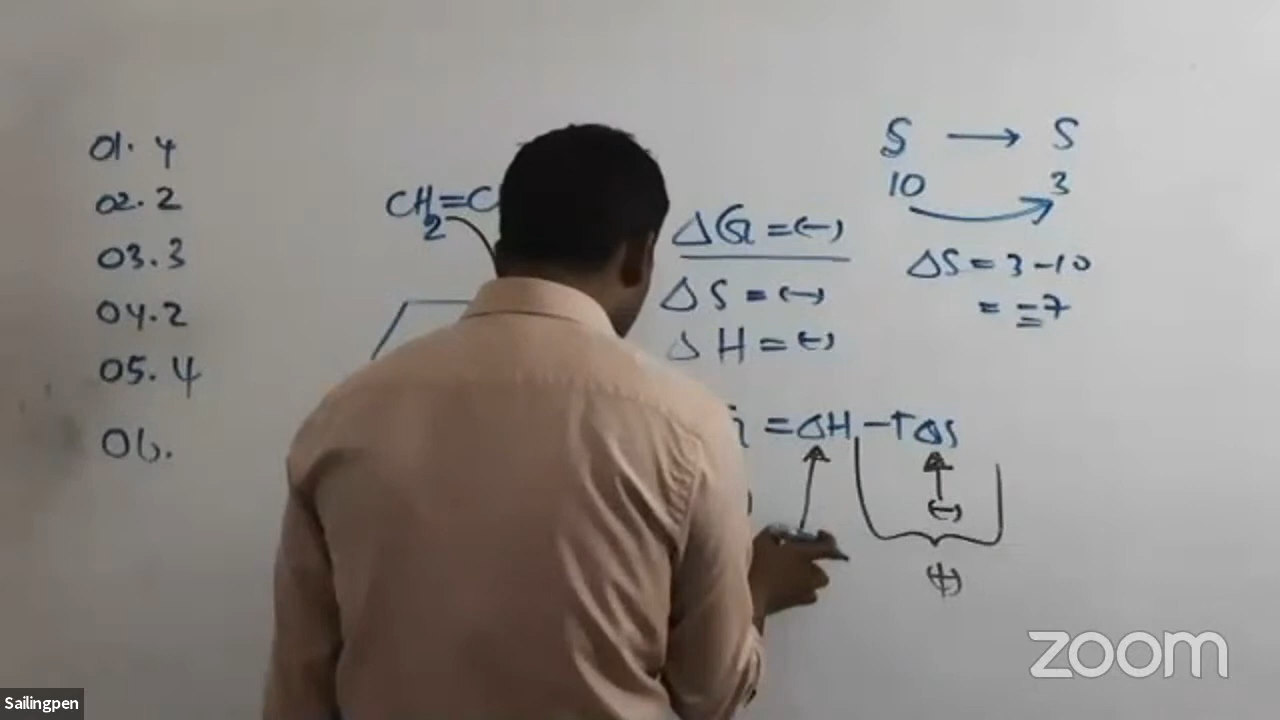 01. 4
02. 2
03. 3
04. 2
05. 4
06.
CH2=C
ΔG = (-)
ΔS = (-)
ΔH = (-)
= ΔH - TΔS
(-)
(+)
S → S
10 3
ΔS = 3 - 10
= -7
zoom
Sailingpen